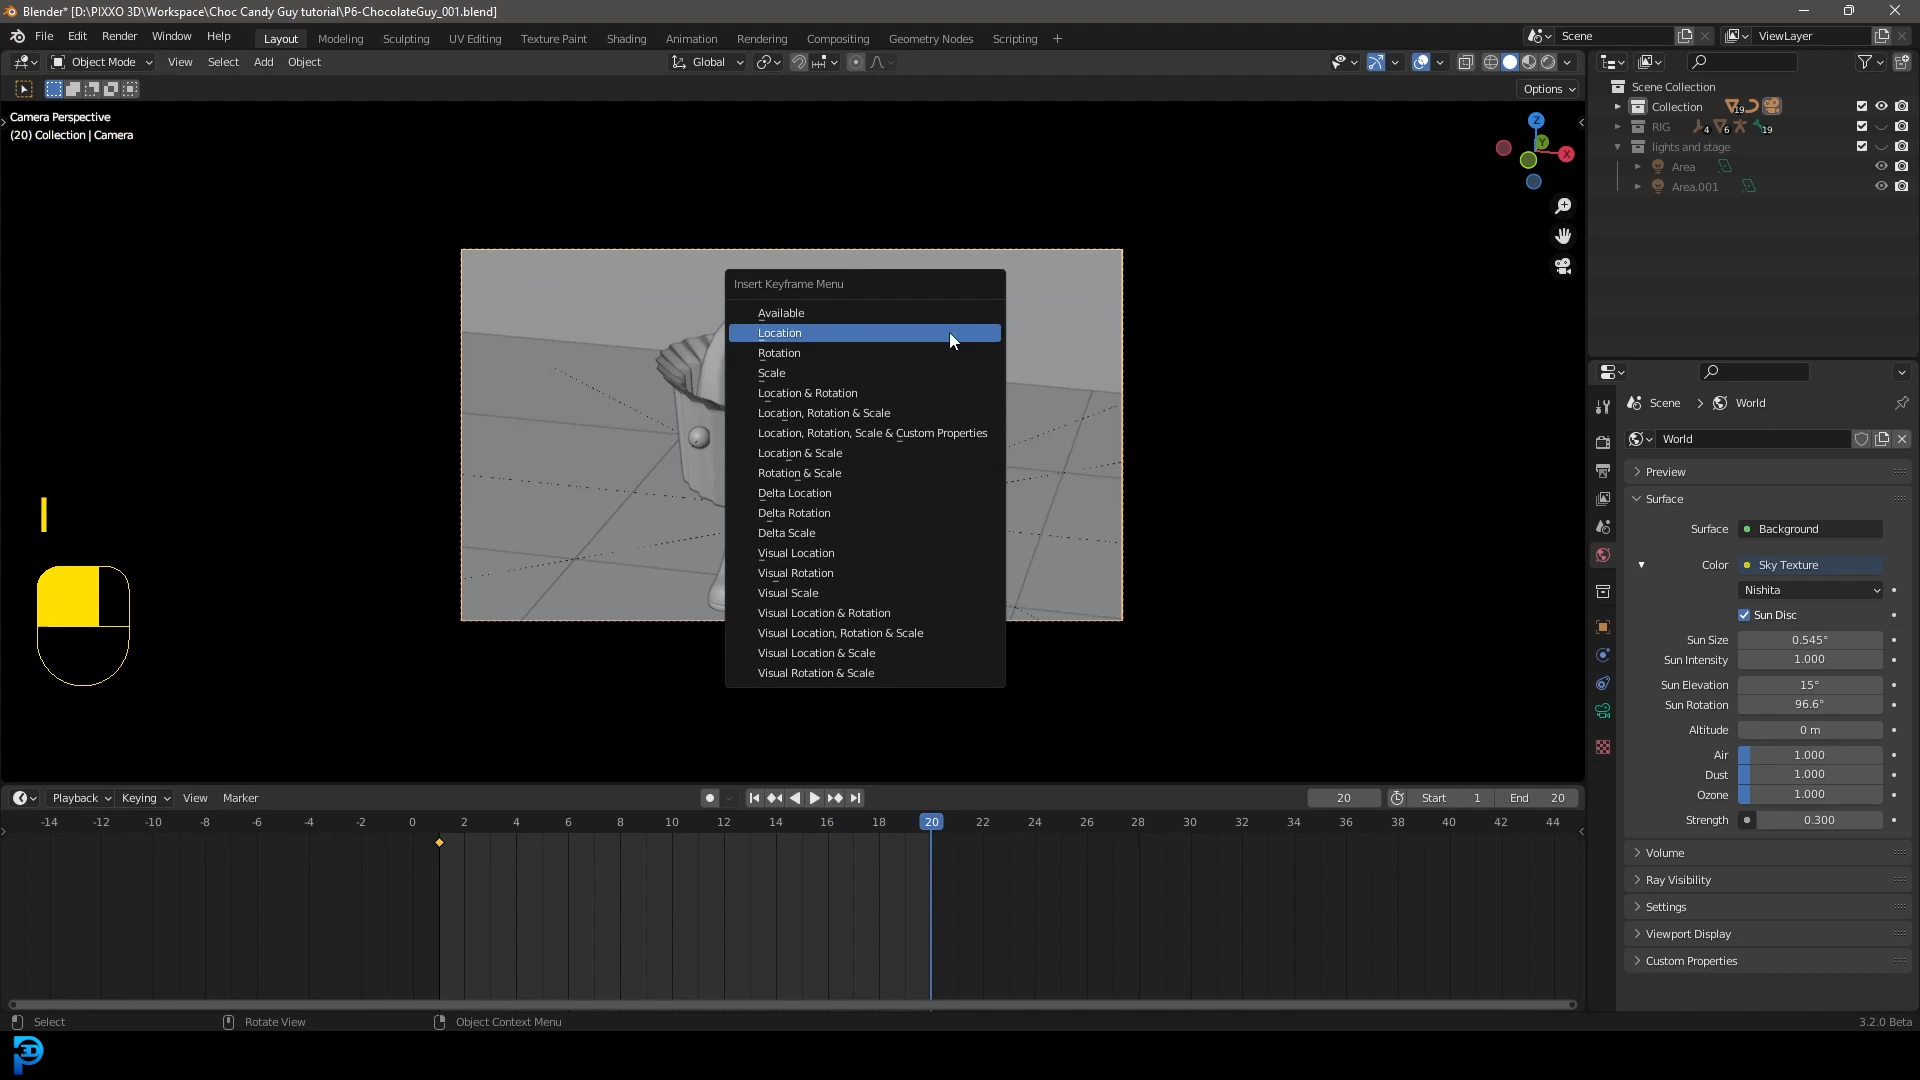 Blender* [D:\PIXXO 3D\Workspace\Choc Candy Guy tutorial\P6-ChocolateGuy_001.blend]
File Edit Render Window Help Layout Modeling Sculpting UV Editing Texture Paint Shading Animation Rendering Compositing Geometry Nodes Scripting + Scene ViewLayer
Object Mode View Select Add Object Global
Options
Camera Perspective
(20) Collection | Camera
Z
Y
X
Scene Collection
Collection 19
RIG 4 6 19
lights and stage
Area
Area.001
Insert Keyframe Menu
Available
Location
Rotation
Scale
Location & Rotation
Location, Rotation & Scale
Location, Rotation, Scale & Custom Properties
Location & Scale
Rotation & Scale
Delta Location
Delta Rotation
Delta Scale
Visual Location
Visual Rotation
Visual Scale
Visual Location & Rotation
Visual Location, Rotation & Scale
Visual Location & Scale
Visual Rotation & Scale
I
Scene > World
World
Preview
Surface
Surface Background
Color Sky Texture
Nishita
Sun Disc
Sun Size 0.545°
Sun Intensity 1.000
Sun Elevation 15°
Sun Rotation 96.6°
Altitude 0 m
Air 1.000
Dust 1.000
Ozone 1.000
Strength 0.300
Volume
Ray Visibility
Settings
Viewport Display
Custom Properties
Playback Keying View Marker 20 Start 1 End 20
-14 -12 -10 -8 -6 -4 -2 0 2 4 6 8 10 12 14 16 18 20 22 24 26 28 30 32 34 36 38 40 42 44
Select Rotate View Object Context Menu 3.2.0 Beta